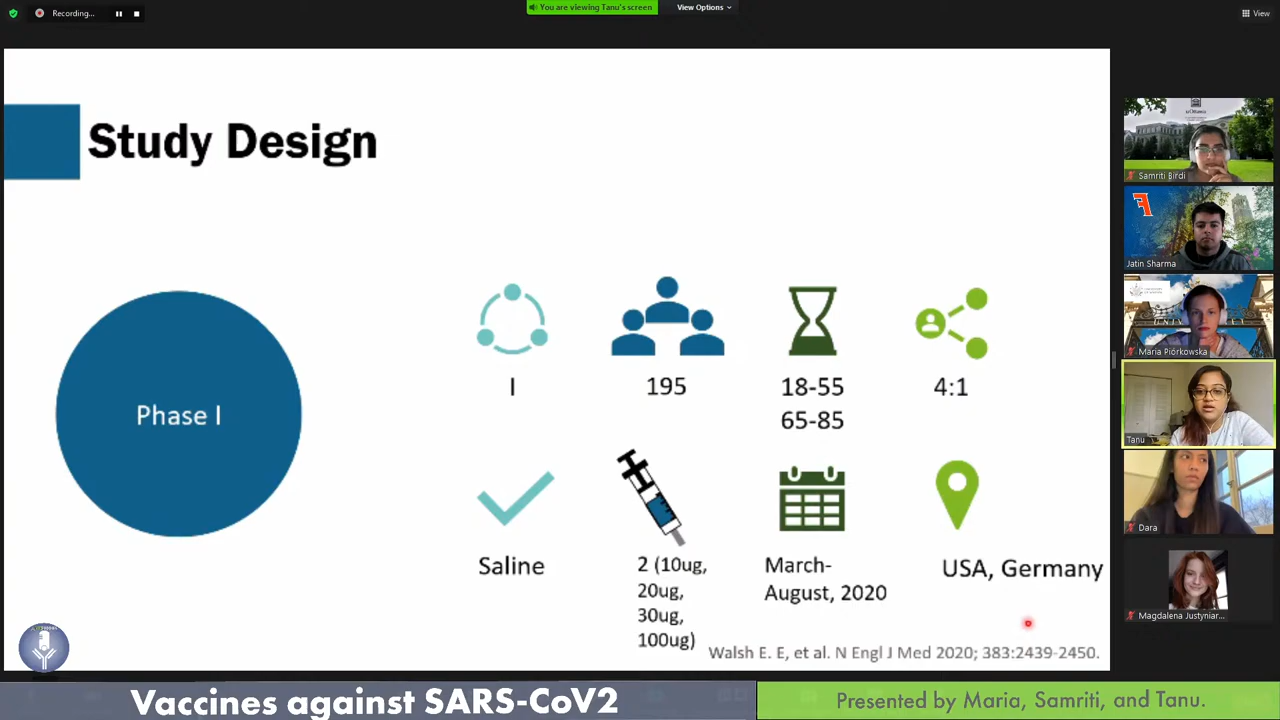 Recording...
You are viewing Tanu's screen
View Options
View
Study Design
Phase I
I
195
18-55
65-85
4:1
Saline
2 (10ug,
20ug,
30ug,
100ug)
March-
August, 2020
USA, Germany
Walsh E. E, et al. N Engl J Med 2020; 383:2439-2450.
Samriti Birdi
Jatin Sharma
Maria Piórkowska
Tanu
Dara
Magdalena Justyniar...
Vaccines against SARS-CoV2
Presented by Maria, Samriti, and Tanu.